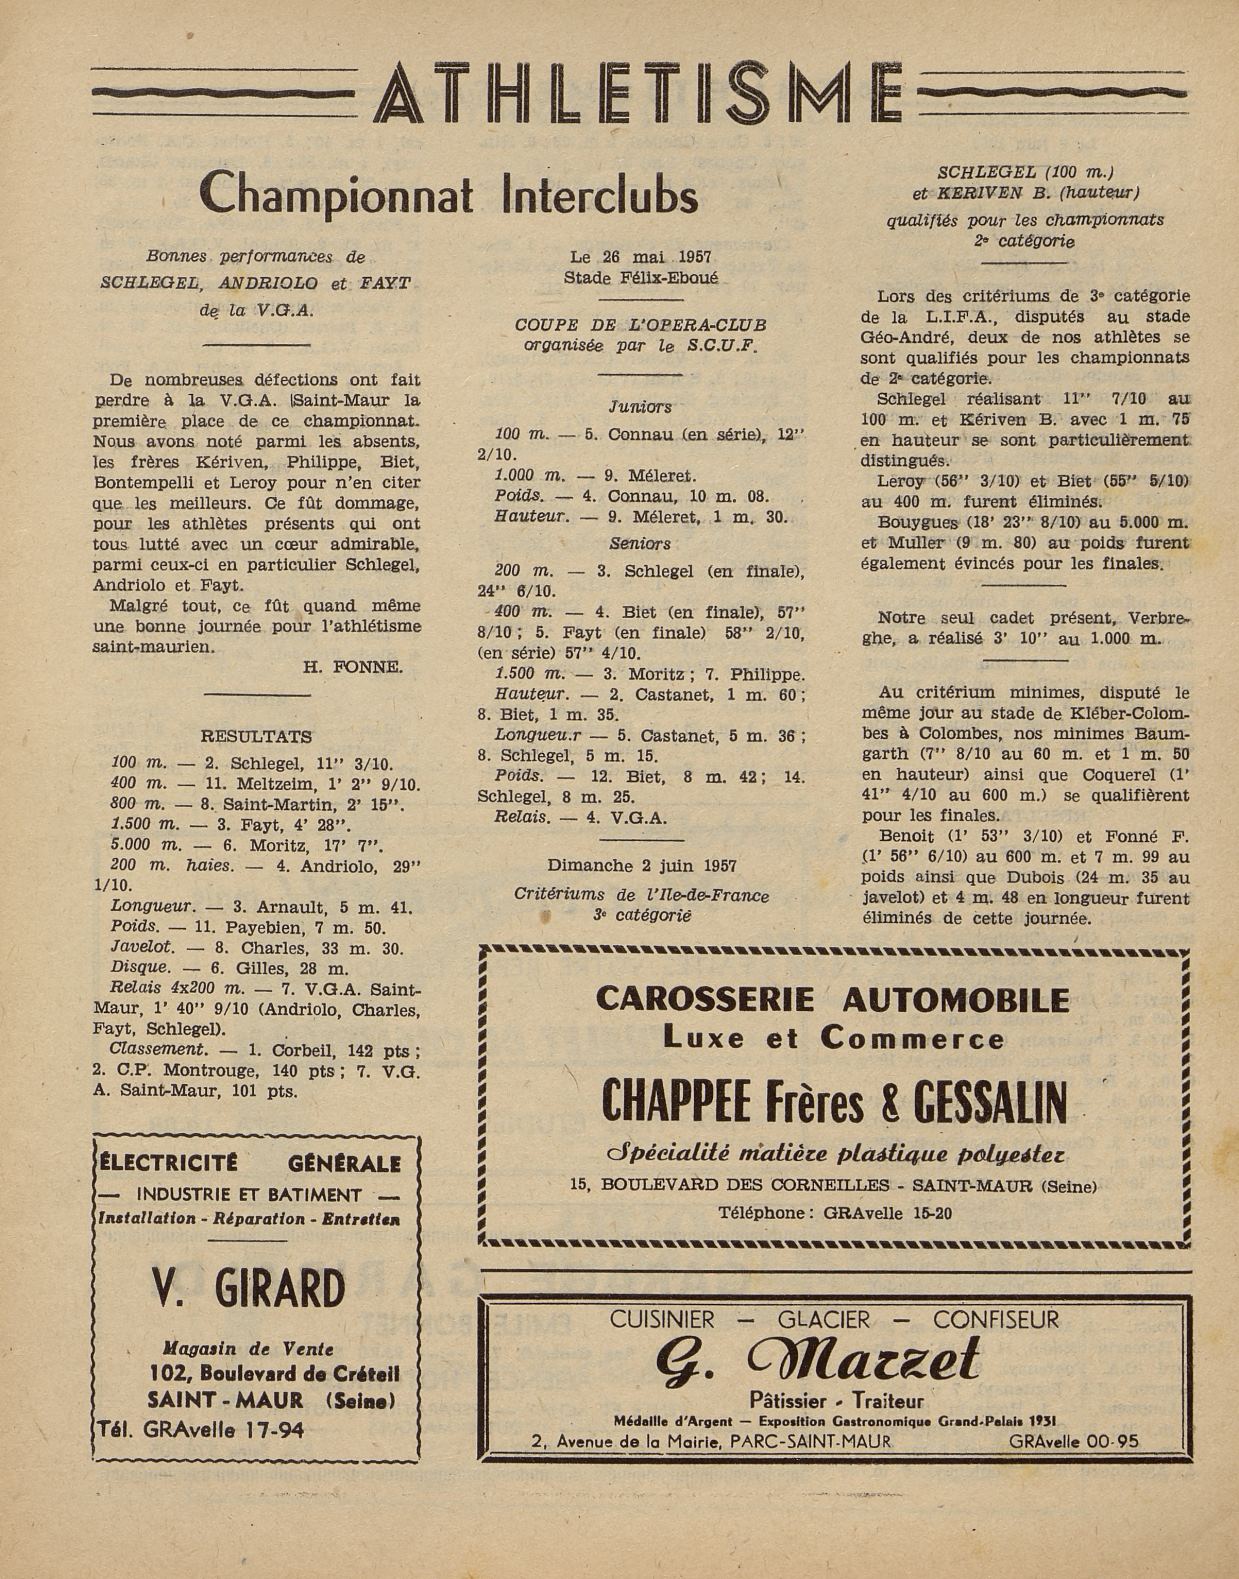 ATHLETISME
Championnat Interclubs
Bonnes performances de
SCHLEGEL, ANDRIOLO et FAYT
de la V.G.A.
De nombreuses défections ont fait
perdre à la V.G.A. Saint-Maur la
première place de ce championnat.
Nous avons noté parmi les absents,
les frères Kériven, Philippe, Biet,
Bontempelli et Leroy pour n'en citer
que les meilleurs. Ce fût dommage,
pour les athlètes présents qui ont
tous lutté avec un cœur admirable,
parmi ceux-ci en particulier Schlegel,
Andriolo et Fayt.
Malgré tout, ce fût quand même
une bonne journée pour l'athlétisme
saint-maurien.
H. FONNE.
RESULTATS
100 m. — 2. Schlegel, 11'' 3/10.
400 m. — 11. Meltzeim, 1' 2'' 9/10.
800 m. — 8. Saint-Martin, 2' 15''.
1.500 m. — 3. Fayt, 4' 28''.
5.000 m. — 6. Moritz, 17' 7''.
200 m. haies. — 4. Andriolo, 29''
1/10.
Longueur. — 3. Arnault, 5 m. 41.
Poids. — 11. Payebien, 7 m. 50.
Javelot. — 8. Charles, 33 m. 30.
Disque. — 6. Gilles, 28 m.
Relais 4x200 m. — 7. V.G.A. Saint-
Maur, 1' 40'' 9/10 (Andriolo, Charles,
Fayt, Schlegel).
Classement. — 1. Corbeil, 142 pts ;
2. C.P. Montrouge, 140 pts ; 7. V.G.
A. Saint-Maur, 101 pts.
ÉLECTRICITÉ GÉNÉRALE
— INDUSTRIE ET BATIMENT —
Installation - Réparation - Entretien
V. GIRARD
Magasin de Vente
102, Boulevard de Créteil
SAINT-MAUR (Seine)
Tél. GRAvelle 17-94
Le 26 mai 1957
Stade Félix-Eboué
COUPE DE L'OPERA-CLUB
organisée par le S.C.U.F.
Juniors
100 m. — 5. Connau (en série), 12''
2/10.
1.000 m. — 9. Méleret.
Poids. — 4. Connau, 10 m. 08.
Hauteur. — 9. Méleret, 1 m. 30.
Seniors
200 m. — 3. Schlegel (en finale),
24'' 6/10.
400 m. — 4. Biet (en finale), 57''
8/10 ; 5. Fayt (en finale) 58'' 2/10,
(en série) 57'' 4/10.
1.500 m. — 3. Moritz ; 7. Philippe.
Hauteur. — 2. Castanet, 1 m. 60 ;
8. Biet, 1 m. 35.
Longueu.r — 5. Castanet, 5 m. 36 ;
8. Schlegel, 5 m. 15.
Poids. — 12. Biet, 8 m. 42 ; 14.
Schlegel, 8 m. 25.
Relais. — 4. V.G.A.
Dimanche 2 juin 1957
Critériums de l'Ile-de-France
3e catégorie
SCHLEGEL (100 m.)
et KERIVEN B. (hauteur)
qualifiés pour les championnats
2e catégorie
Lors des critériums de 3e catégorie
de la L.I.F.A., disputés au stade
Géo-André, deux de nos athlètes se
sont qualifiés pour les championnats
de 2e catégorie.
Schlegel réalisant 11'' 7/10 au
100 m. et Kériven B. avec 1 m. 75
en hauteur se sont particulièrement
distingués.
Leroy (56'' 3/10) et Biet (55'' 5/10)
au 400 m. furent éliminés.
Bouygues (18' 23'' 8/10) au 5.000 m.
et Muller (9 m. 80) au poids furent
également évincés pour les finales.
Notre seul cadet présent, Verbre-
ghe, a réalisé 3' 10'' au 1.000 m.
Au critérium minimes, disputé le
même jour au stade de Kléber-Colom-
bes à Colombes, nos minimes Baum-
garth (7'' 8/10 au 60 m. et 1 m. 50
en hauteur) ainsi que Coquerel (1'
41'' 4/10 au 600 m.) se qualifièrent
pour les finales.
Benoit (1' 53'' 3/10) et Fonné F.
(1' 56'' 6/10) au 600 m. et 7 m. 99 au
poids ainsi que Dubois (24 m. 35 au
javelot) et 4 m. 48 en longueur furent
éliminés de cette journée.
CAROSSERIE AUTOMOBILE
Luxe et Commerce
CHAPPEE Frères & GESSALIN
Spécialité matière plastique polyester
15, BOULEVARD DES CORNEILLES - SAINT-MAUR (Seine)
Téléphone : GRAvelle 15-20
CUISINIER — GLACIER — CONFISEUR
G. Marzet
Pâtissier - Traiteur
Médaille d'Argent — Exposition Gastronomique Grand-Palais 1931
2, Avenue de la Mairie, PARC-SAINT-MAUR GRAvelle 00-95